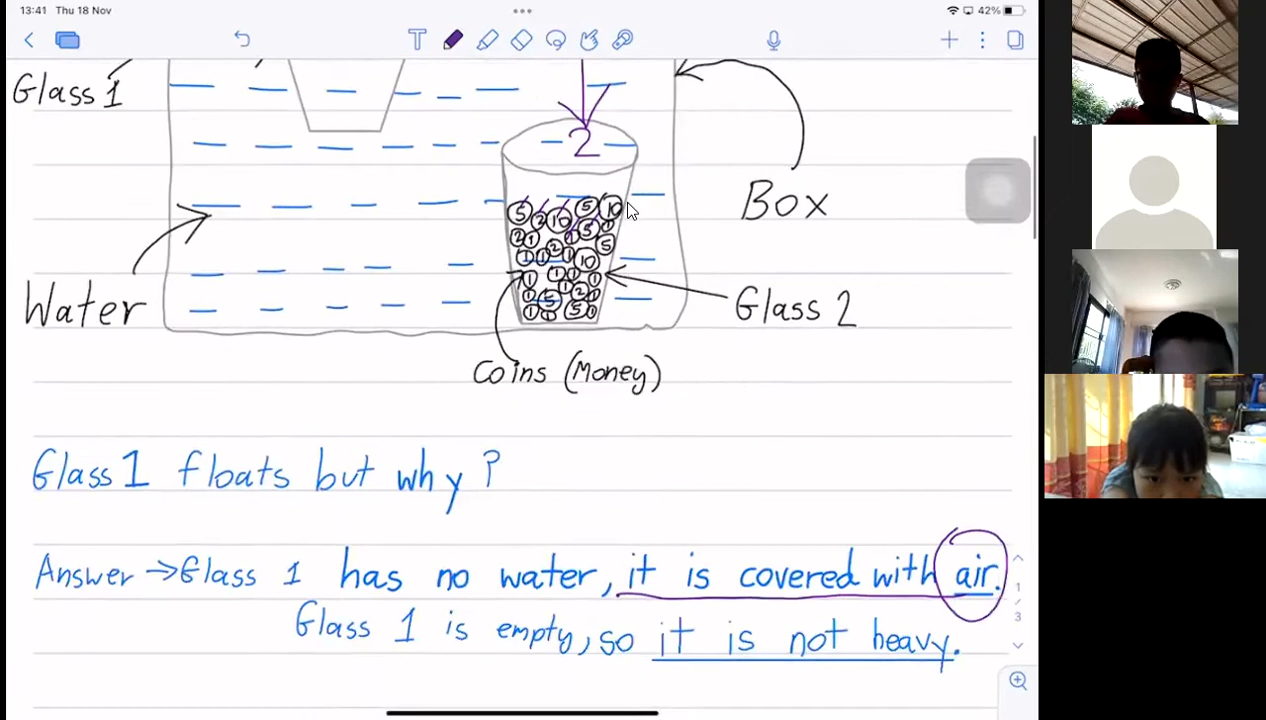 13:41 Thu 18 Nov
42%
T
Glass 1
2
Box
Water
Glass 2
Coins (Money)
Glass 1 floats but why?
Answer → Glass 1 has no water, it is covered with air.
Glass 1 is empty, so it is not heavy.
1
/
3